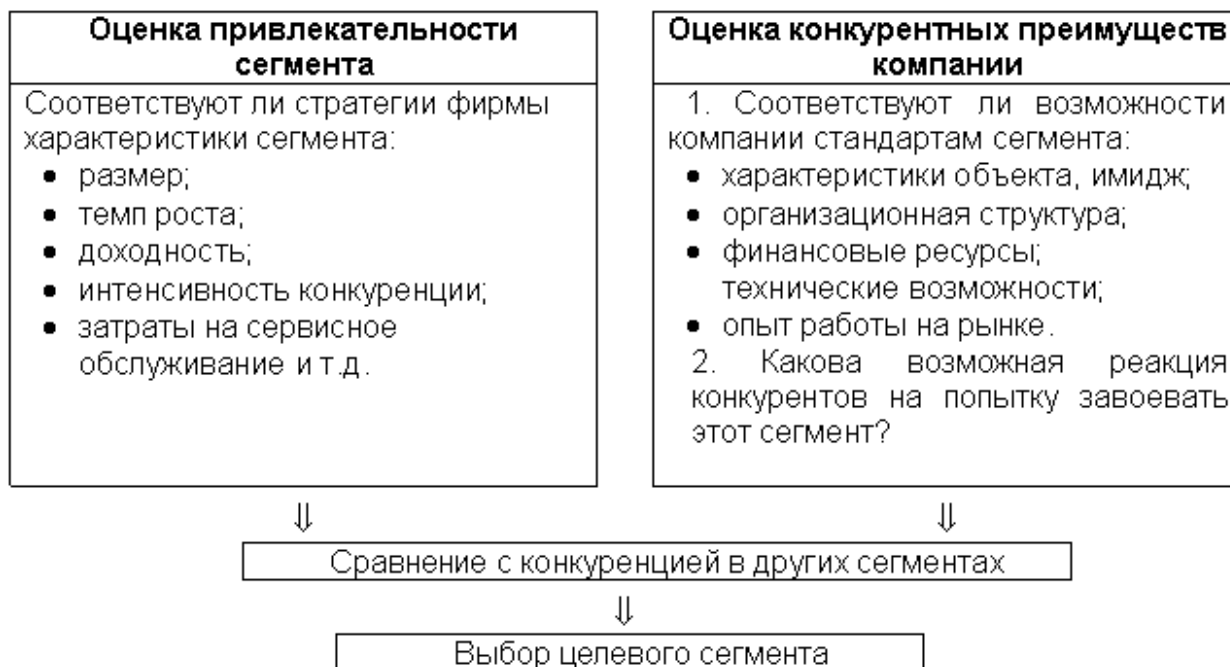 Оценка привлекательности
сегмента
Соответствуют ли стратегии фирмы
характеристики сегмента:
• размер;
• темп роста;
• доходность;
• интенсивность конкуренции;
• затраты на сервисное
обслуживание и т.д.
Оценка конкурентных преимуществ
компании
1. Соответствуют ли возможности
компании стандартам сегмента:
• характеристики объекта, имидж;
• организационная структура;
• финансовые ресурсы;
технические возможности;
• опыт работы на рынке.
2. Какова возможная реакция
конкурентов на попытку завоевать
этот сегмент?
⇓ ⇓
Сравнение с конкуренцией в других сегментах
⇓
Выбор целевого сегмента